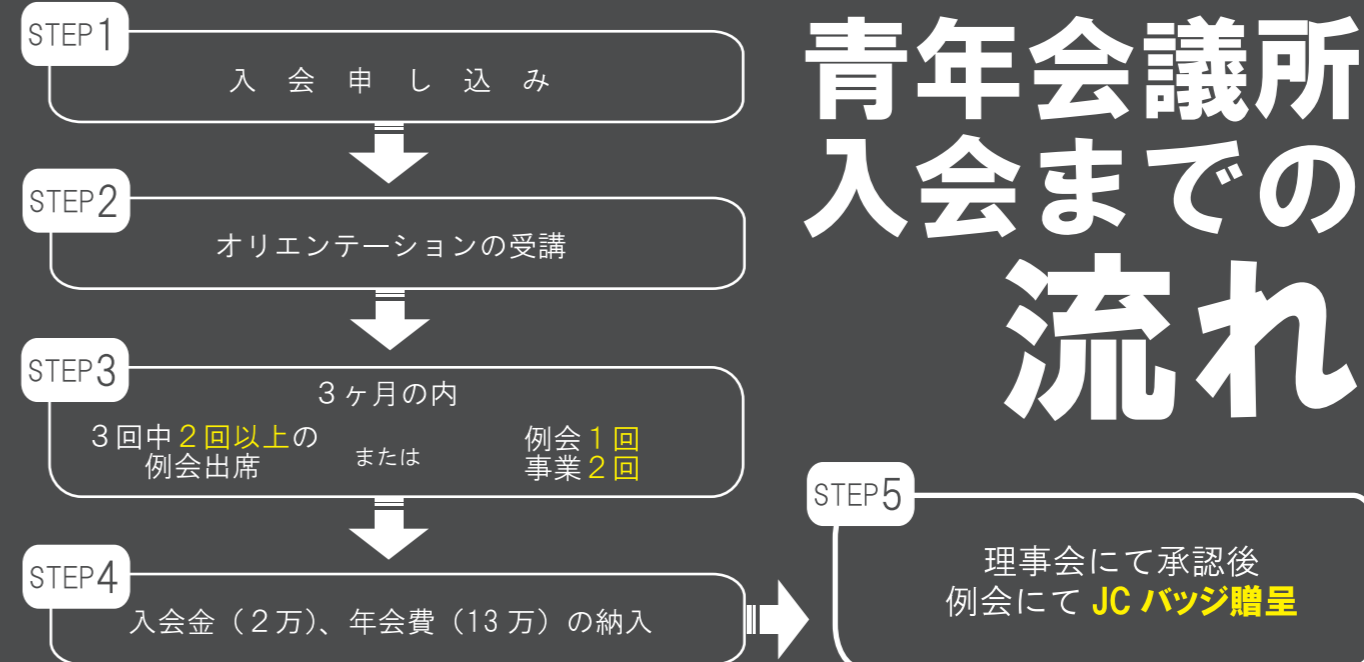 青年会議所
入会までの
流れ
STEP1
入会申し込み
STEP2
オリエンテーションの受講
STEP3
3ヶ月の内
3回中2回以上の
例会出席
または
例会1回
事業2回
STEP4
入会金（2万）、年会費（13万）の納入
STEP5
理事会にて承認後
例会にて JC バッジ贈呈